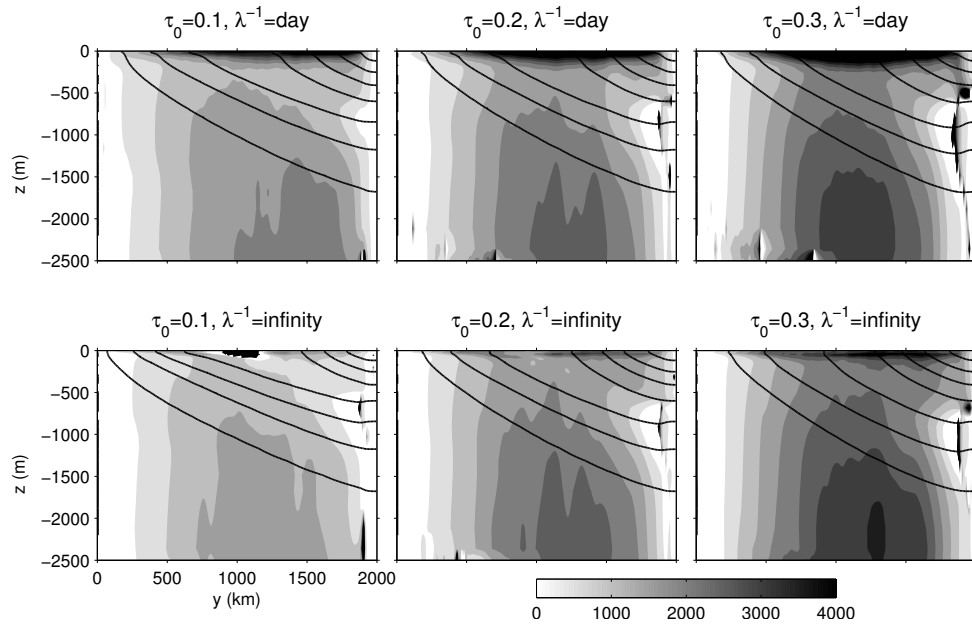 τ₀=0.1, λ⁻¹=day
τ₀=0.2, λ⁻¹=day
τ₀=0.3, λ⁻¹=day
0
−500
−1000
−1500
−2000
−2500
z (m)
τ₀=0.1, λ⁻¹=infinity
τ₀=0.2, λ⁻¹=infinity
τ₀=0.3, λ⁻¹=infinity
0
−500
−1000
−1500
−2000
−2500
z (m)
0 500 1000 1500 2000
y (km)
0 1000 2000 3000 4000